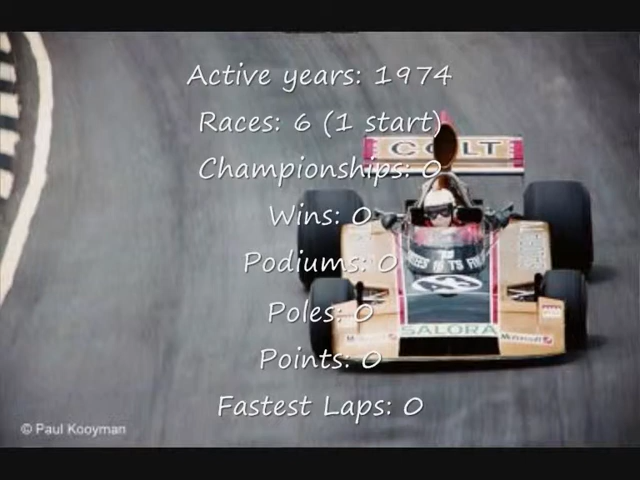 Active years: 1974
Races: 6 (1 start)
COLT
Championships: 0
Wins: 0
Podiums: 0
Poles: 0
SALORA
Points: 0
Fastest Laps: 0
© Paul Kooyman